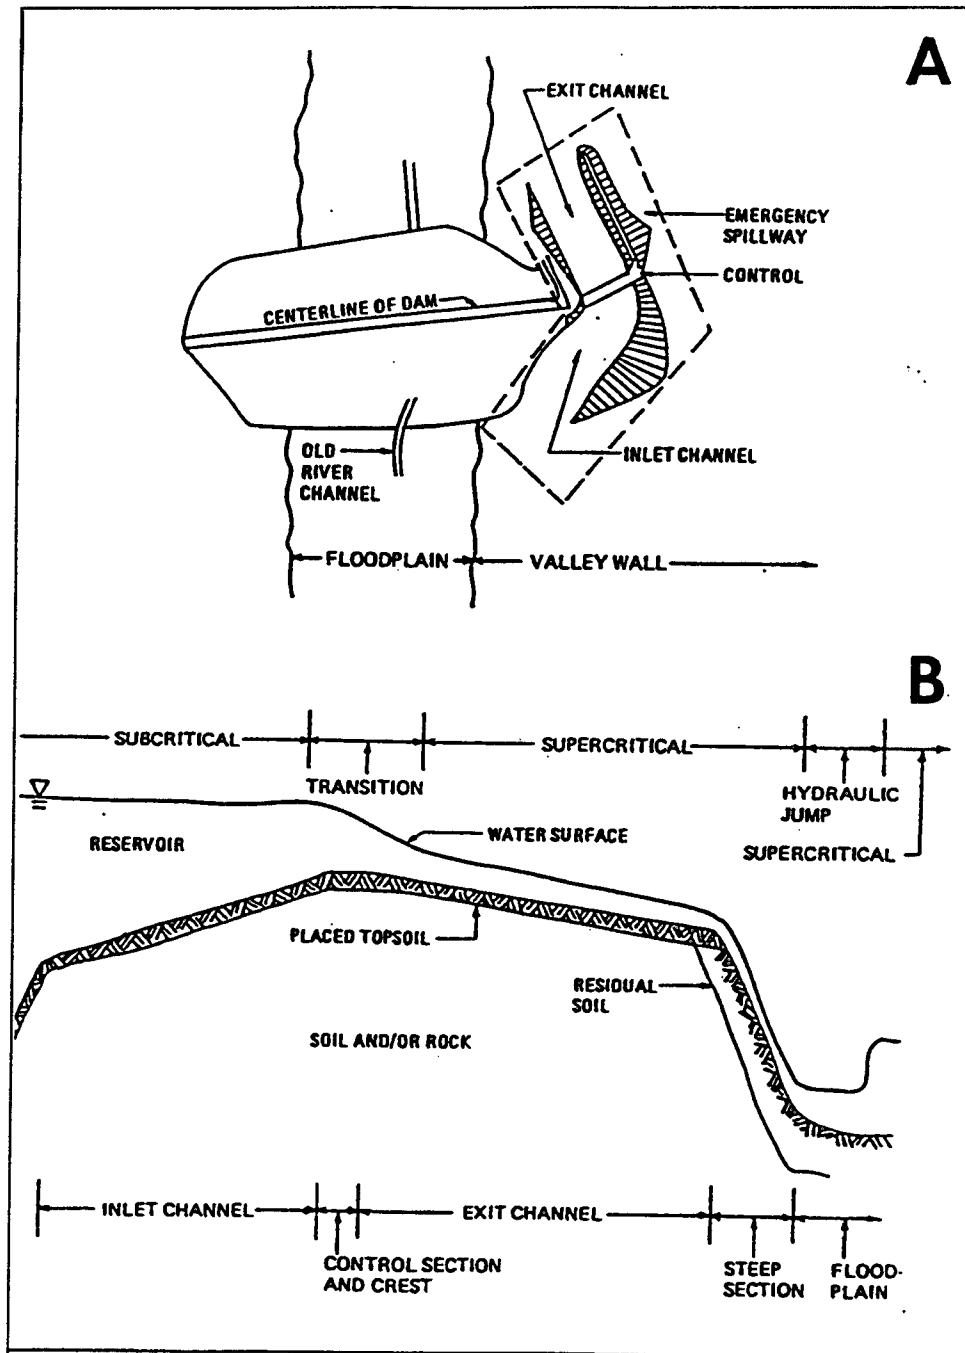 A
EXIT CHANNEL
EMERGENCY
SPILLWAY
CONTROL
CENTERLINE OF DAM
OLD
RIVER
CHANNEL
INLET CHANNEL
FLOODPLAIN
VALLEY WALL
B
SUBCRITICAL
SUPERCRITICAL
TRANSITION
HYDRAULIC
JUMP
WATER SURFACE
RESERVOIR
SUPERCRITICAL
PLACED TOPSOIL
RESIDUAL
SOIL
SOIL AND/OR ROCK
INLET CHANNEL
EXIT CHANNEL
CONTROL SECTION
AND CREST
STEEP
SECTION
FLOOD-
PLAIN